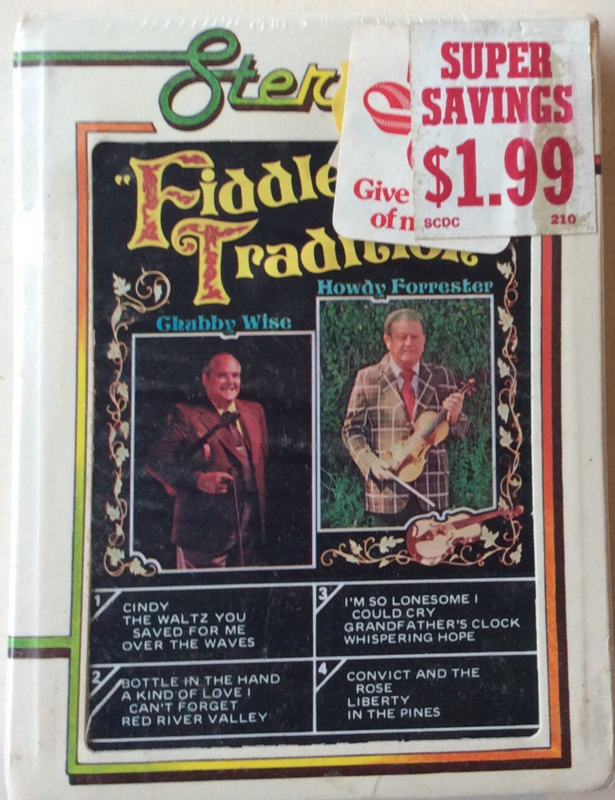 Ster
SUPER
SAVINGS
$1.99
SCDC 210
Give
of
"Fiddle
Tradition"
Howdy Forrester
Chubby Wise
1
CINDY
THE WALTZ YOU
SAVED FOR ME
OVER THE WAVES
2
BOTTLE IN THE HAND
A KIND OF LOVE I
CAN'T FORGET
RED RIVER VALLEY
3
I'M SO LONESOME I
COULD CRY
GRANDFATHER'S CLOCK
WHISPERING HOPE
4
CONVICT AND THE
ROSE
LIBERTY
IN THE PINES